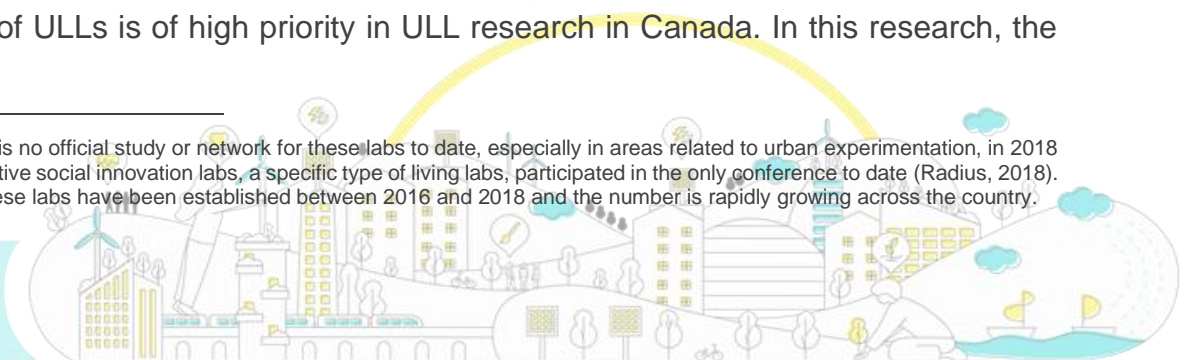 of ULLs is of high priority in ULL research in Canada. In this research, the
is no official study or network for these labs to date, especially in areas related to urban experimentation, in 2018
tive social innovation labs, a specific type of living labs, participated in the only conference to date (Radius, 2018).
ese labs have been established between 2016 and 2018 and the number is rapidly growing across the country.